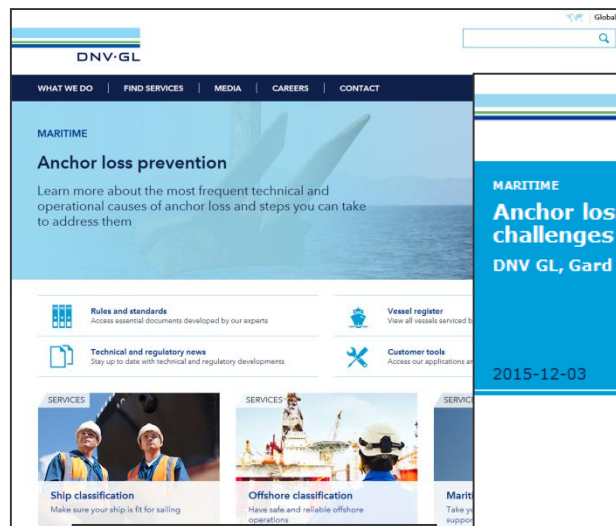 Global
DNV·GL
WHAT WE DO | FIND SERVICES | MEDIA | CAREERS | CONTACT
MARITIME
Anchor loss prevention
Learn more about the most frequent technical and
operational causes of anchor loss and steps you can take
to address them
MARITIME
Anchor los
challenges
DNV GL, Gard
2015-12-03
Rules and standards
Access essential documents developed by our experts
Vessel register
View all vessels serviced b
Technical and regulatory news
Stay up to date with technical and regulatory developments
Customer tools
Access our applications a
SERVICES
SERVICES
SERVIC
Ship classification
Make sure your ship is fit for sailing
Offshore classification
Have safe and reliable offshore
operations
Mariti
Take yo
suppor